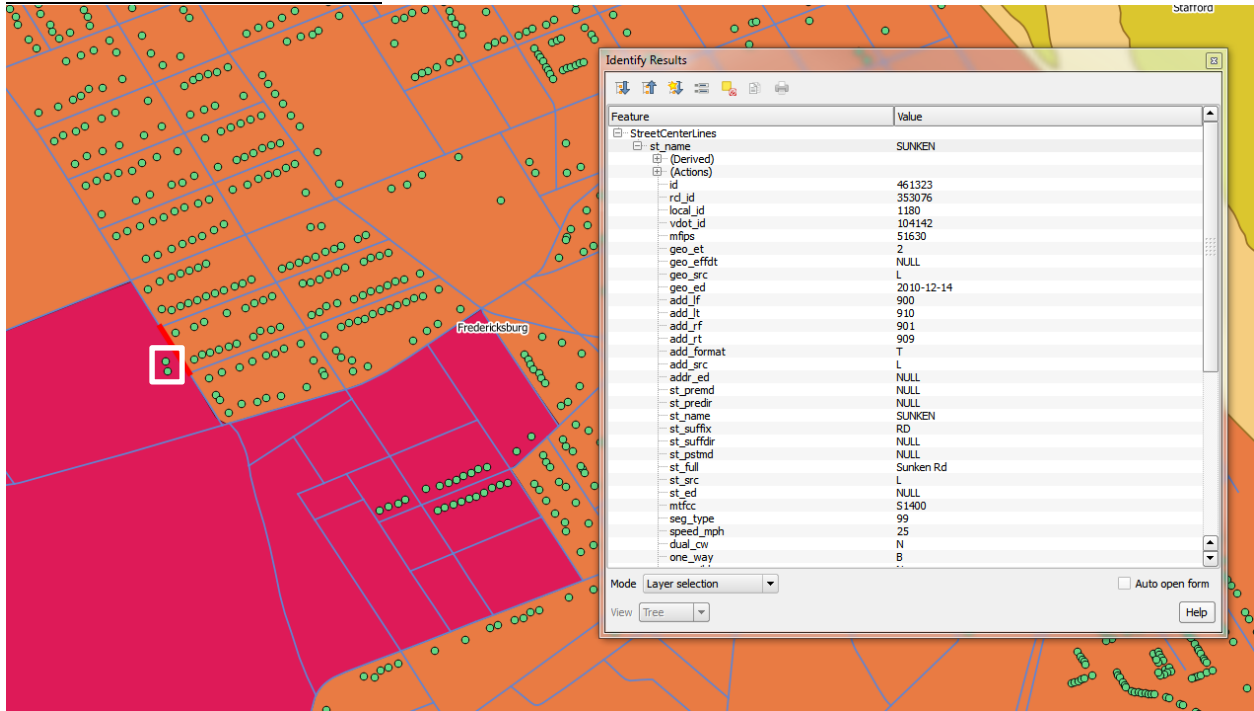 Stafford
Identify Results
Feature Value
StreetCenterLines
st_name SUNKEN
(Derived)
(Actions)
id 461323
rcl_id 353076
local_id 1180
vdot_id 104142
mfips 51630
geo_et 2
geo_effdt NULL
geo_src L
geo_ed 2010-12-14
add_lf 900
add_lt 910
add_rf 901
add_rt 909
add_format T
add_src L
addr_ed NULL
st_premd NULL
st_predir NULL
st_name SUNKEN
st_suffix RD
st_suffdir NULL
st_pstmd NULL
st_full Sunken Rd
st_src L
st_ed NULL
mtfcc S1400
seg_type 99
speed_mph 25
dual_cw N
one_way B
Mode Layer selection Auto open form
View Tree Help
Fredericksburg